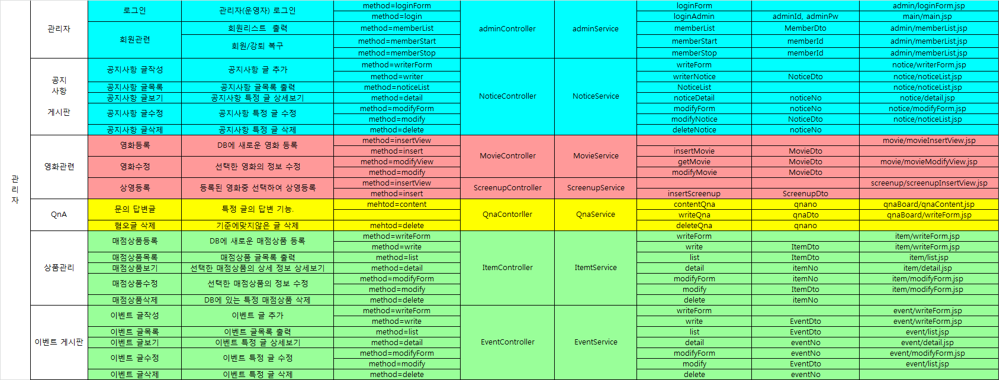 관
리
자
관리자
로그인
관리자(운영자) 로그인
method=loginForm
adminController
adminService
loginForm
admin/loginForm.jsp
method=login
loginAdmin
adminId, adminPw
main/main.jsp
회원관련
회원리스트 출력
method=memberList
memberList
MemberDto
admin/memberList.jsp
회원/강퇴 복구
method=memberStart
memberStart
memberId
admin/memberList.jsp
method=memberStop
memberStop
memberId
admin/memberList.jsp
공지
사항
게시판
공지사항 글작성
공지사항 글 추가
method=writerForm
NoticeController
NoticeService
writeForm
notice/writerForm.jsp
method=writer
writerNotice
NoticeDto
notice/noticeList.jsp
공지사항 글목록
공지사항 글목록 출력
method=noticeList
NoticeList
notice/noticeList.jsp
공지사항 글보기
공지사항 특정 글 상세보기
method=detail
noticeDetail
noticeNo
notice/detail.jsp
공지사항 글수정
공지사항 특정 글 수정
method=modifyForm
modifyForm
noticeNo
notice/modifyForm.jsp
method=modify
modifyNotice
NoticeDto
notice/noticeList.jsp
공지사항 글삭제
공지사항 특정 글 삭제
method=delete
deleteNotice
noticeNo
영화관련
영화등록
DB에 새로운 영화 등록
method=insertView
MovieController
MovieService
movie/movieInsertView.jsp
method=insert
insertMovie
MovieDto
영화수정
선택한 영화의 정보 수정
method=modifyView
getMovie
MovieDto
movie/movieModifyView.jsp
method=modify
modifyMovie
MovieDto
상영등록
등록된 영화중 선택하여 상영등록
method=insertView
ScreenupController
ScreenupService
screenup/screenupInsertView.jsp
method=insert
insertScreenup
ScreenupDto
QnA
문의 답변글
특정 글의 답변 기능.
mehtod=content
QnaContorller
QnaService
contentQna
qnano
qnaBoard/qnaContent.jsp
writeQna
qnaDto
qnaBoard/writeForm.jsp
혐오글 삭제
기준에맞지않은 글 삭제
mehtod=delete
deleteQna
qnano
상품관리
매점상품등록
DB에 새로운 매점상품 등록
method=writeForm
ItemController
ItemtService
writeForm
item/writeForm.jsp
method=write
write
ItemDto
item/writeForm.jsp
매점상품목록
매점상품 글목록 출력
method=list
list
ItemDto
item/list.jsp
매점상품보기
선택한 매점상품의 상세 정보 상세보기
method=detail
detail
itemNo
item/detail.jsp
매점상품수정
선택한 매점상품의 정보 수정
method=modifyForm
modifyForm
itemNo
item/modifyForm.jsp
method=modify
modify
ItemDto
item/modifyForm.jsp
매점상품삭제
DB에 있는 특정 매점상품 삭제
method=delete
delete
itemNo
이벤트 게시판
이벤트 글작성
이벤트 글 추가
method=writeForm
EventController
EventService
writeForm
event/writeForm.jsp
method=write
write
EventDto
event/writeForm.jsp
이벤트 글목록
이벤트 글목록 출력
method=list
list
EventDto
event/list.jsp
이벤트 글보기
이벤트 특정 글 상세보기
method=detail
detail
eventNo
event/detail.jsp
이벤트 글수정
이벤트 특정 글 수정
method=modifyForm
modifyForm
eventNo
event/modifyForm.jsp
method=modify
modify
EventDto
event/list.jsp
이벤트 글삭제
이벤트 특정 글 삭제
method=delete
delete
eventNo